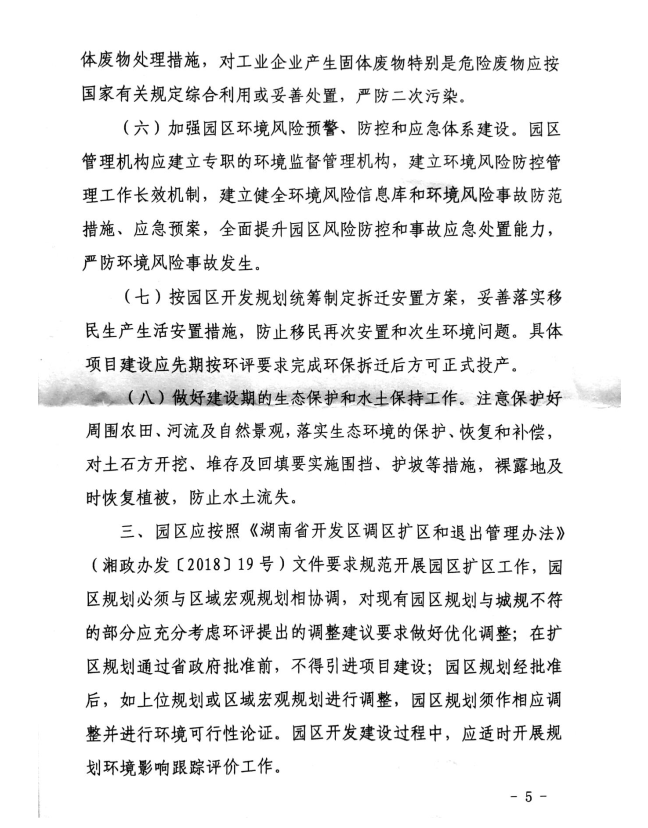 体废物处理措施，对工业企业产生固体废物特别是危险废物应按
国家有关规定综合利用或妥善处置，严防二次污染。
（六）加强园区环境风险预警、防控和应急体系建设。园区
管理机构应建立专职的环境监督管理机构，建立环境风险防控管
理工作长效机制，建立健全环境风险信息库和环境风险事故防范
措施、应急预案，全面提升园区风险防控和事故应急处置能力，
严防环境风险事故发生。
（七）按园区开发规划统筹制定拆迁安置方案，妥善落实移
民生产生活安置措施，防止移民再次安置和次生环境问题。具体
项目建设应先期按环评要求完成环保拆迁后方可正式投产。
（八）做好建设期的生态保护和水土保持工作。注意保护好
周围农田、河流及自然景观，落实生态环境的保护、恢复和补偿，
对土石方开挖、堆存及回填要实施围挡、护坡等措施，裸露地及
时恢复植被，防止水土流失。
三、园区应按照《湖南省开发区调区扩区和退出管理办法》
（湘政办发〔2018〕19号）文件要求规范开展园区扩区工作，园
区规划必须与区域宏观规划相协调，对现有园区规划与城规不符
的部分应充分考虑环评提出的调整建议要求做好优化调整；在扩
区规划通过省政府批准前，不得引进项目建设；园区规划经批准
后，如上位规划或区域宏观规划进行调整，园区规划须作相应调
整并进行环境可行性论证。园区开发建设过程中，应适时开展规
划环境影响跟踪评价工作。
- 5 -